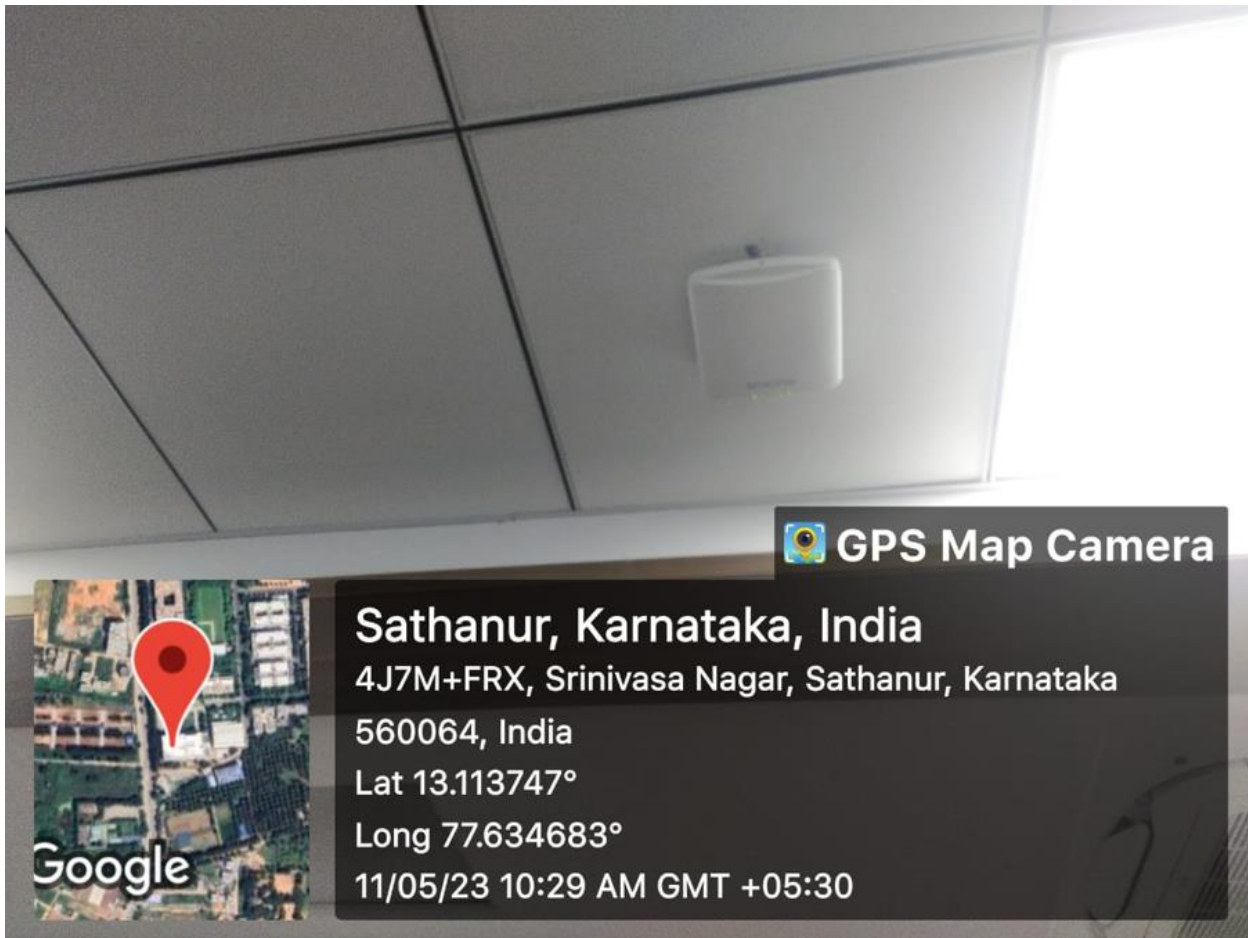 GPS Map Camera
Sathanur, Karnataka, India
4J7M+FRX, Srinivasa Nagar, Sathanur, Karnataka
560064, India
Lat 13.113747°
Long 77.634683°
11/05/23 10:29 AM GMT +05:30
Google